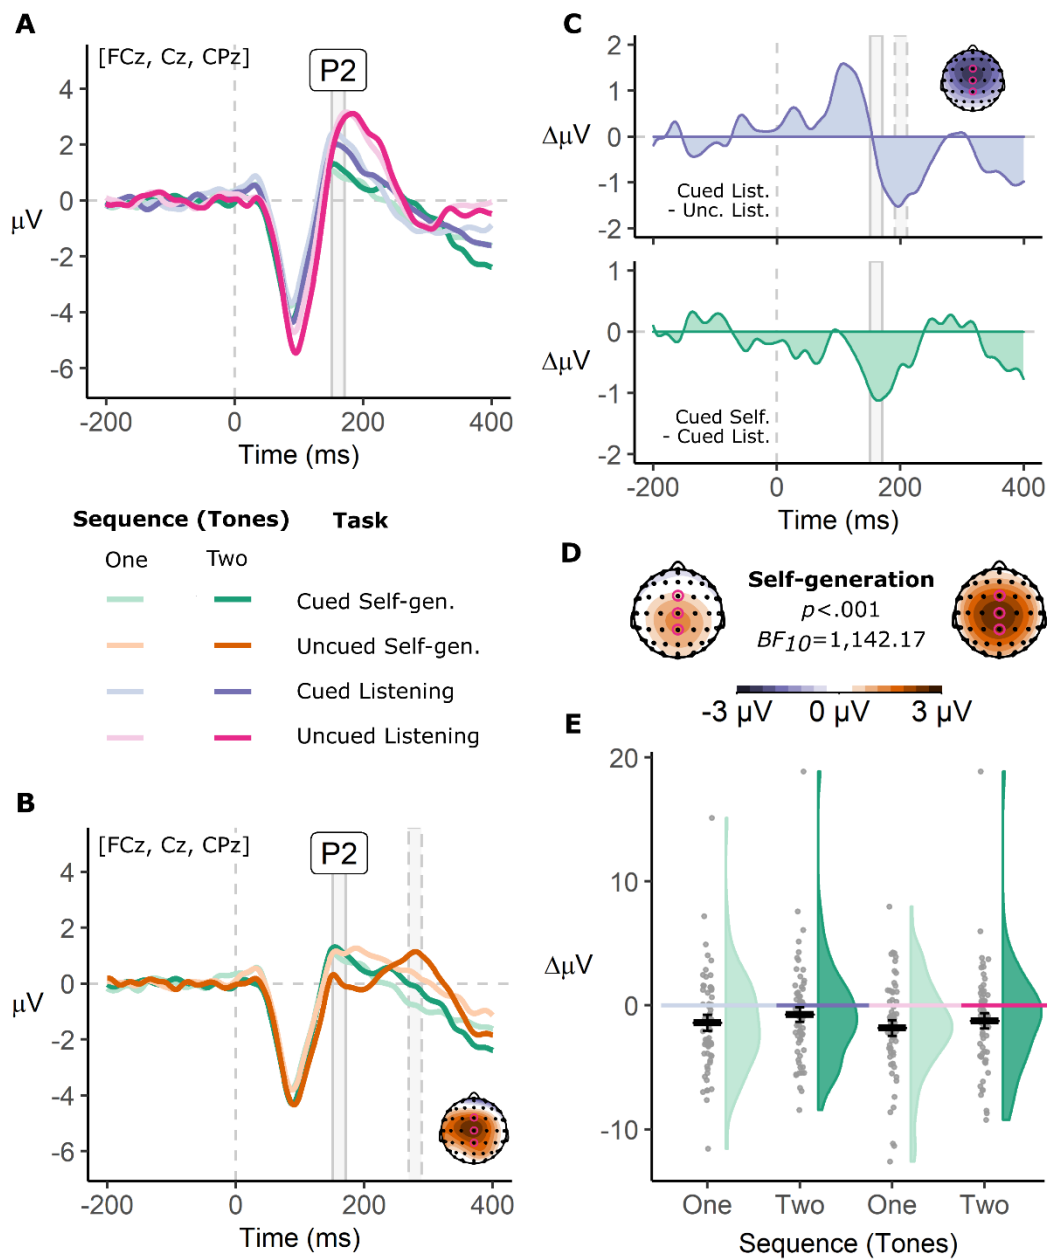 A
[FCz, Cz, CPz]
P2
4
2
0
-2
-4
-6
μV
-200
0
200
400
Time (ms)
Sequence (Tones)
Task
One
Two
Cued Self-gen.
Uncued Self-gen.
Cued Listening
Uncued Listening
B
[FCz, Cz, CPz]
P2
4
2
0
-2
-4
-6
μV
-200
0
200
400
Time (ms)
C
2
1
0
-1
-2
ΔμV
Cued List.
- Unc. List.
1
0
-1
-2
ΔμV
Cued Self.
- Cued List.
-200
0
200
400
Time (ms)
D
Self-generation
p<.001
BF10=1,142.17
-3 μV
0 μV
3 μV
E
20
10
0
-10
ΔμV
One
Two
One
Two
Sequence (Tones)